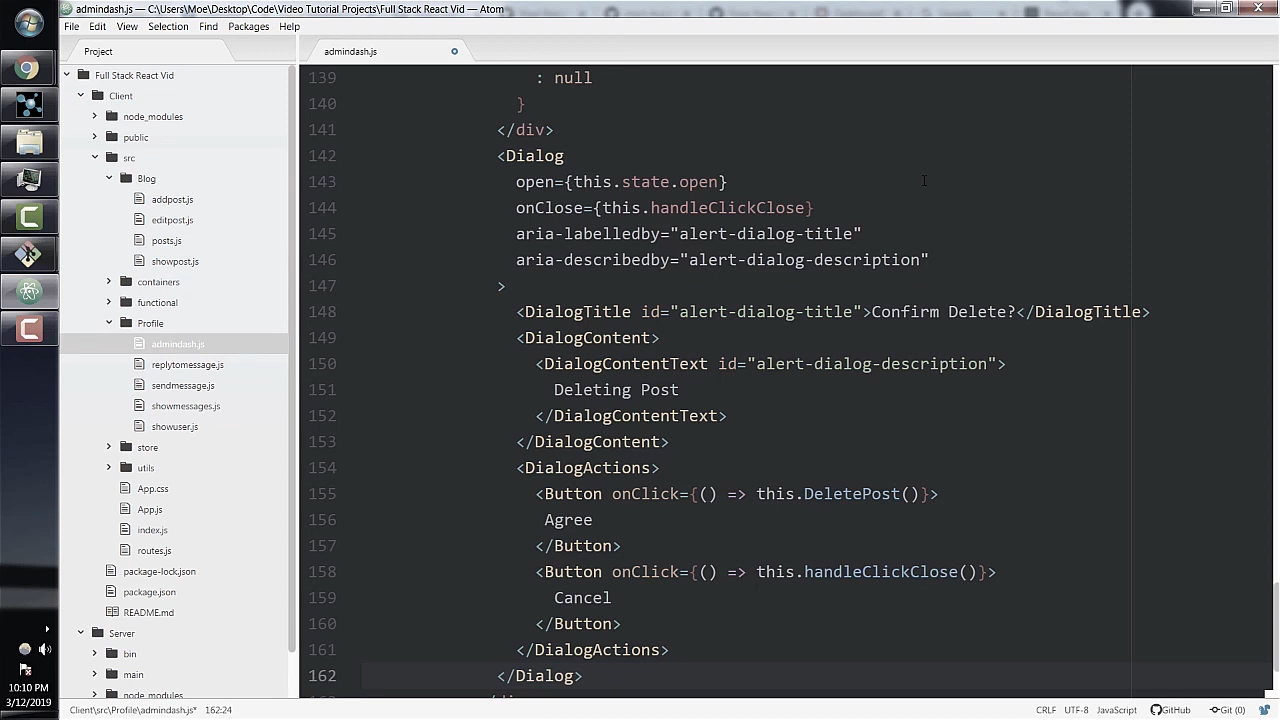 admindash.js — C:\Users\Moe\Desktop\Code\Video Tutorial Projects\Full Stack React Vid — Atom
File Edit View Selection Find Packages Help
Project
admindash.js
Full Stack React Vid
Client
node_modules
public
src
Blog
addpost.js
editpost.js
posts.js
showpost.js
containers
functional
Profile
admindash.js
replytomessage.js
sendmessage.js
showmessages.js
showuser.js
store
utils
App.css
App.js
index.js
routes.js
package-lock.json
package.json
README.md
Server
bin
main
node_modules
139 : null
140 }
141 </div>
142 <Dialog
143 open={this.state.open}
144 onClose={this.handleClickClose}
145 aria-labelledby="alert-dialog-title"
146 aria-describedby="alert-dialog-description"
147 >
148 <DialogTitle id="alert-dialog-title">Confirm Delete?</DialogTitle>
149 <DialogContent>
150 <DialogContentText id="alert-dialog-description">
151 Deleting Post
152 </DialogContentText>
153 </DialogContent>
154 <DialogActions>
155 <Button onClick={() => this.DeletePost()}>
156 Agree
157 </Button>
158 <Button onClick={() => this.handleClickClose()}>
159 Cancel
160 </Button>
161 </DialogActions>
162 </Dialog>
10:10 PM
3/12/2019
Client\src\Profile\admindash.js* 162:24
CRLF UTF-8 JavaScript GitHub Git (0)